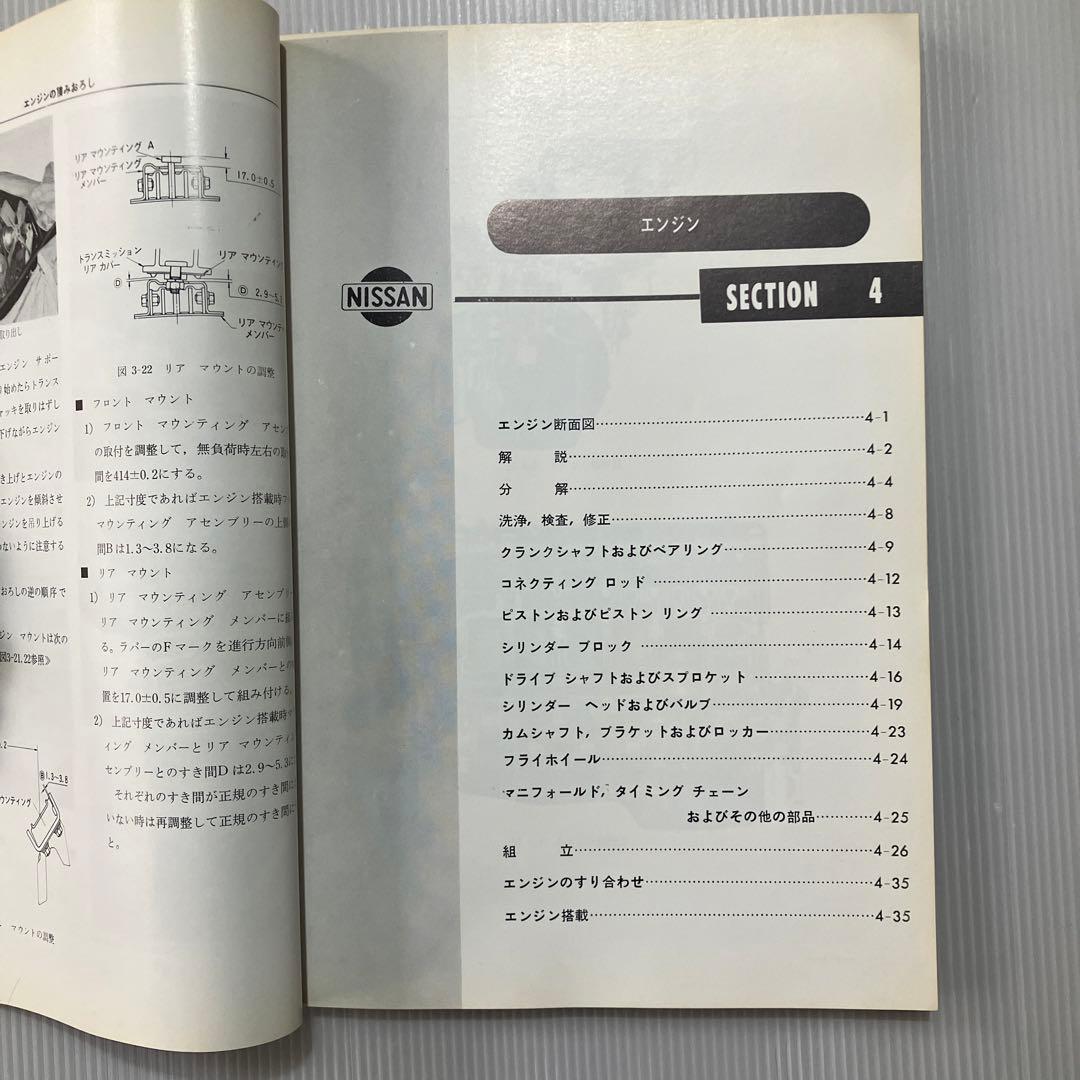 エンジンの積みおろし
リア マウンティング A
リア マウンティング
メンバー
17.0±0.5
トランスミッション
リア カバー
リア マウンティン
D
D 2.9〜5.
リア マウンティ
メンバー
図 3-22 リア マウントの調整
■ フロント マウント
1) フロント マウンティング アセン
の取付を調整して，無負荷時左右の
間を414±0.2にする。
2) 上記寸度であればエンジン搭載時
マウンティング アセンブリーの上
間Bは1.3〜3.8になる。
■ リア マウント
1) リア マウンティング アセンブリ
リア マウンティング メンバーに
る。ラバーのFマークを進行方向前
リア マウンティング メンバーと
置を17.0±0.5に調整して組み付ける。
2) 上記寸度であればエンジン搭載時
ィング メンバーとリア マウンティ
センブリーとのすき間Dは2.9〜5.3に
それぞれのすき間が正規のすき間に
いない時は再調整して正規のすき間に
と。
取り出し
エンジン サポー
始めたらトランス
ャッキを取りはずし
下げながらエンジン
き上げとエンジンの
エンジンを傾斜させ
ンジンを吊り上げる
ないように注意する
おろしの逆の順序で
ジン マウントは次の
図3-21.22参照》
0.2
B 1.3〜3.8
ウンティング
マウントの調整
NISSAN
エンジン
SECTION 4
エンジン断面図……4-1
解 説……4-2
分 解……4-4
洗浄，検査，修正……4-8
クランクシャフトおよびベアリング……4-9
コネクティング ロッド……4-12
ピストンおよびピストン リング……4-13
シリンダー ブロック……4-14
ドライブ シャフトおよびスプロケット……4-16
シリンダー ヘッドおよびバルブ……4-19
カムシャフト，ブラケットおよびロッカー……4-23
フライホイール……4-24
マニフォールド，タイミング チェーン
およびその他の部品……4-25
組 立……4-26
エンジンのすり合わせ……4-35
エンジン搭載……4-35